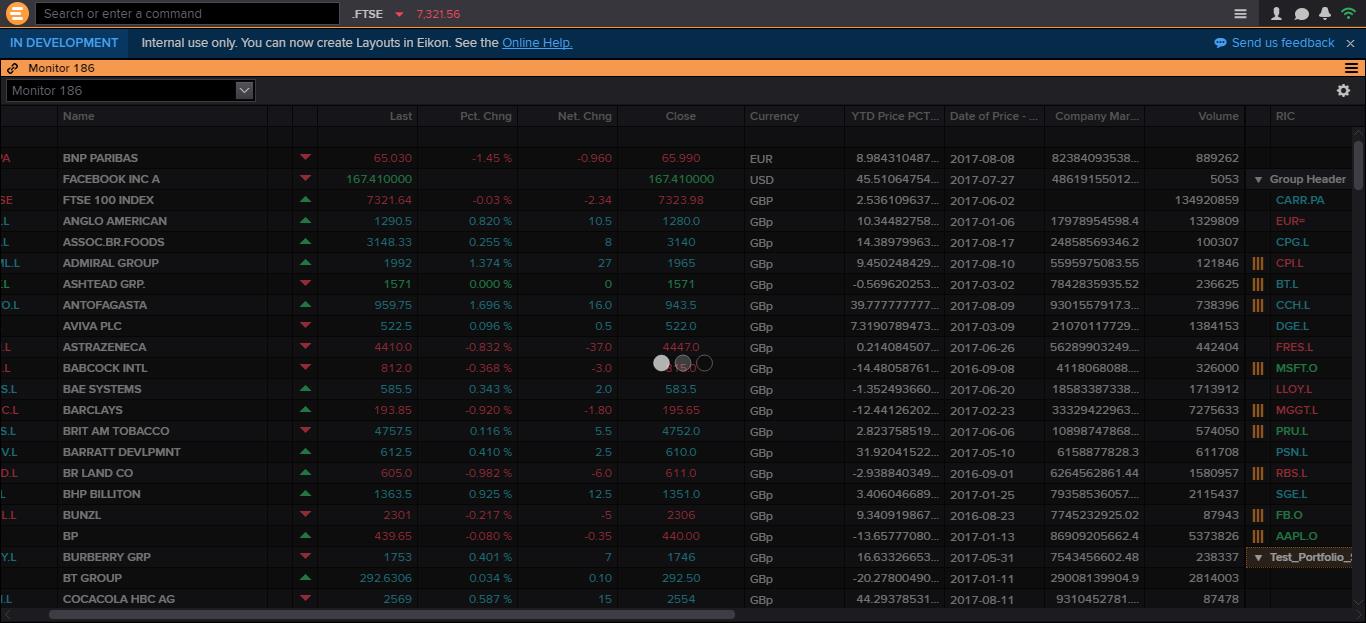 Search or enter a command .FTSE 7,321.56
IN DEVELOPMENT Internal use only. You can now create Layouts in Eikon. See the Online Help. Send us feedback
Monitor 186
Monitor 186
Name Last Pct. Chng Net. Chng Close Currency YTD Price PCT... Date of Price - ... Company Mar... Volume RIC
PA BNP PARIBAS 65.030 -1.45 % -0.960 65.990 EUR 8.984310487... 2017-08-08 82384093538... 889262
FACEBOOK INC A 167.410000 167.410000 USD 45.51064754... 2017-07-27 48619155012... 5053 Group Header
SE FTSE 100 INDEX 7321.64 -0.03 % -2.34 7323.98 GBP 2.536109637... 2017-06-02 134920859 CARR.PA
.L ANGLO AMERICAN 1290.5 0.820 % 10.5 1280.0 GBp 10.34482758... 2017-01-06 17978954598.4 1329809 EUR=
.L ASSOC.BR.FOODS 3148.33 0.255 % 8 3140 GBp 14.38979963... 2017-08-17 24858569346.2 100307 CPG.L
ML.L ADMIRAL GROUP 1992 1.374 % 27 1965 GBp 9.450248429... 2017-08-10 5595975083.55 121846 CPI.L
.L ASHTEAD GRP. 1571 0.000 % 0 1571 GBp -0.569620253... 2017-03-02 7842835935.52 236625 BT.L
O.L ANTOFAGASTA 959.75 1.696 % 16.0 943.5 GBp 39.777777777... 2017-08-09 9301557917.3... 738396 CCH.L
AVIVA PLC 522.5 0.096 % 0.5 522.0 GBp 7.3190789473... 2017-03-09 21070117729... 1384153 DGE.L
.L ASTRAZENECA 4410.0 -0.832 % -37.0 4447.0 GBp 0.214084507... 2017-06-26 56289903249... 442404 FRES.L
.L BABCOCK INTL 812.0 -0.368 % -3.0 GBp -14.48058761... 2016-09-08 4118068088.... 326000 MSFT.O
S.L BAE SYSTEMS 585.5 0.343 % 2.0 583.5 GBp -1.352493660... 2017-06-20 18583387338... 1713912 LLOY.L
C.L BARCLAYS 193.85 -0.920 % -1.80 195.65 GBp -12.44126202... 2017-02-23 33329422963... 7275633 MGGT.L
S.L BRIT AM TOBACCO 4757.5 0.116 % 5.5 4752.0 GBp 2.823758519... 2017-06-06 10898747868... 574050 PRU.L
V.L BARRATT DEVLPMNT 612.5 0.410 % 2.5 610.0 GBp 31.92041522... 2017-05-10 6158877828.3 611708 PSN.L
D.L BR LAND CO 605.0 -0.982 % -6.0 611.0 GBp -2.938840349... 2016-09-01 6264562861.44 1580957 RBS.L
L BHP BILLITON 1363.5 0.925 % 12.5 1351.0 GBp 3.406046689... 2017-01-25 79358536057.... 2115437 SGE.L
L.L BUNZL 2301 -0.217 % -5 2306 GBp 9.340919867... 2016-08-23 7745232925.02 87943 FB.O
BP 439.65 -0.080 % -0.35 440.00 GBp -13.65777080... 2017-01-13 86909205662.4 5373826 AAPL.O
Y.L BURBERRY GRP 1753 0.401 % 7 1746 GBp 16.63326653... 2017-05-31 7543456602.48 238337 Test_Portfolio_S
BT GROUP 292.6306 0.034 % 0.10 292.50 GBp -20.27800490... 2017-01-11 29008139904.9 2814003
.L COCACOLA HBC AG 2569 0.587 % 15 2554 GBp 44.29378531... 2017-08-11 9310452781.... 87478